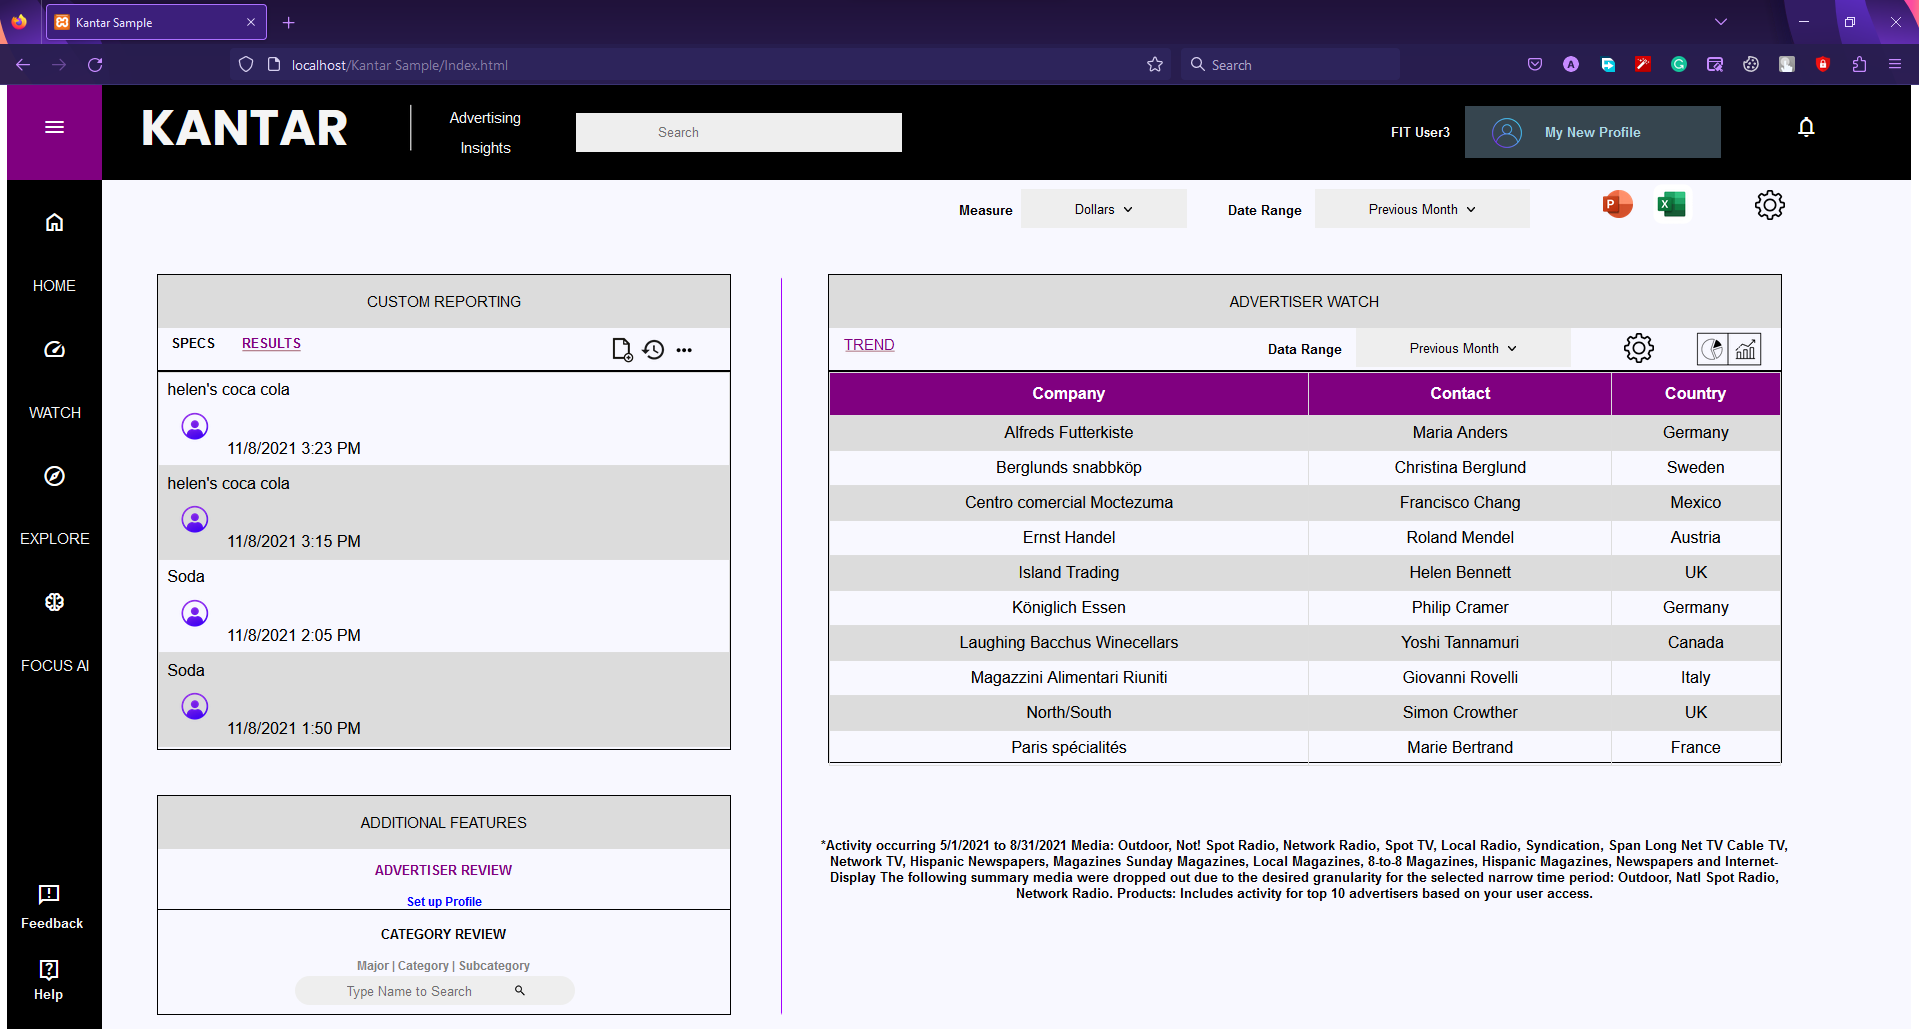 Kantar Sample
localhost/Kantar Sample/Index.html
Search
KANTAR
Advertising
Insights
Search
FIT User3
My New Profile
Measure
Dollars
Date Range
Previous Month
HOME
WATCH
EXPLORE
FOCUS AI
Feedback
Help
CUSTOM REPORTING
SPECS
RESULTS
helen's coca cola
11/8/2021 3:23 PM
helen's coca cola
11/8/2021 3:15 PM
Soda
11/8/2021 2:05 PM
Soda
11/8/2021 1:50 PM
ADDITIONAL FEATURES
ADVERTISER REVIEW
Set up Profile
CATEGORY REVIEW
Major | Category | Subcategory
Type Name to Search
ADVERTISER WATCH
TREND
Data Range
Previous Month
Company Contact Country
Alfreds Futterkiste Maria Anders Germany
Berglunds snabbköp Christina Berglund Sweden
Centro comercial Moctezuma Francisco Chang Mexico
Ernst Handel Roland Mendel Austria
Island Trading Helen Bennett UK
Königlich Essen Philip Cramer Germany
Laughing Bacchus Winecellars Yoshi Tannamuri Canada
Magazzini Alimentari Riuniti Giovanni Rovelli Italy
North/South Simon Crowther UK
Paris spécialités Marie Bertrand France
*Activity occurring 5/1/2021 to 8/31/2021 Media: Outdoor, Not! Spot Radio, Network Radio, Spot TV, Local Radio, Syndication, Span Long Net TV Cable TV,
Network TV, Hispanic Newspapers, Magazines Sunday Magazines, Local Magazines, 8-to-8 Magazines, Hispanic Magazines, Newspapers and Internet-
Display The following summary media were dropped out due to the desired granularity for the selected narrow time period: Outdoor, Natl Spot Radio,
Network Radio. Products: Includes activity for top 10 advertisers based on your user access.